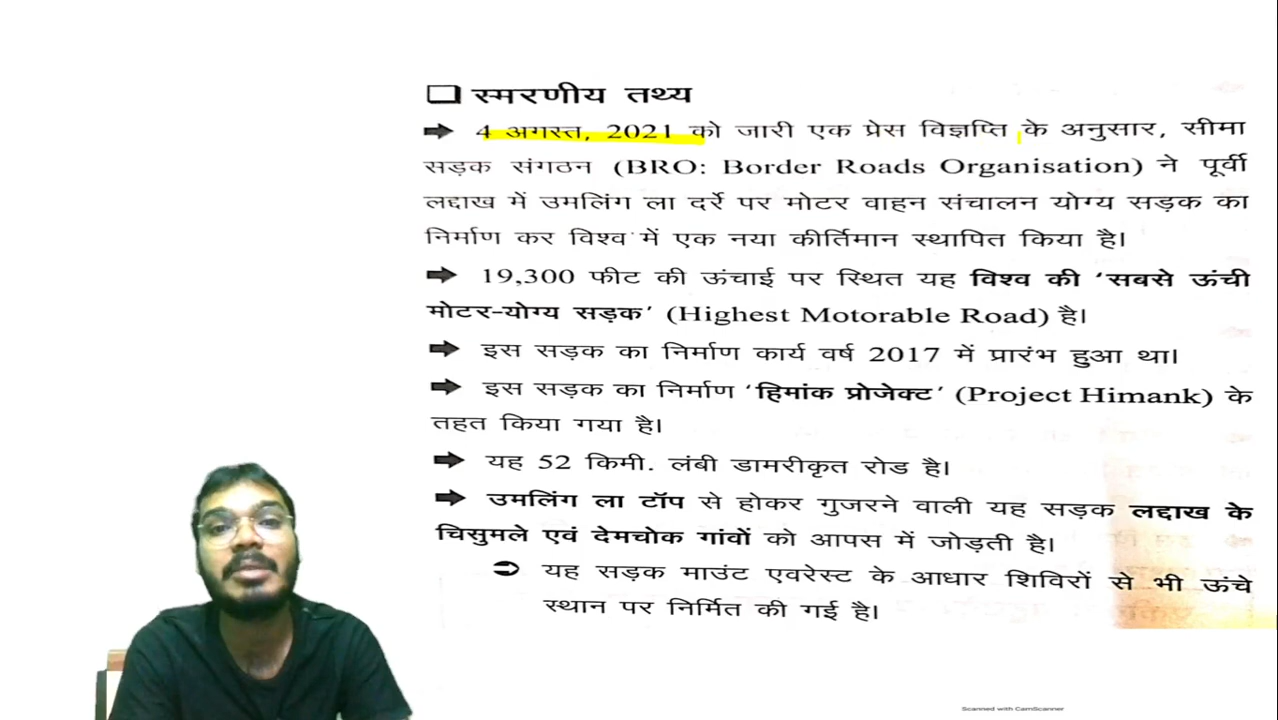 ❑ स्मरणीय तथ्य
➡ 4 अगस्त, 2021 को जारी एक प्रेस विज्ञप्ति के अनुसार, सीमा
सड़क संगठन (BRO: Border Roads Organisation) ने पूर्वी
लद्दाख में उमलिंग ला दर्रे पर मोटर वाहन संचालन योग्य सड़क का
निर्माण कर विश्व में एक नया कीर्तिमान स्थापित किया है।
➡ 19,300 फीट की ऊंचाई पर स्थित यह विश्व की ‘सबसे ऊंची
मोटर-योग्य सड़क’ (Highest Motorable Road) है।
➡ इस सड़क का निर्माण कार्य वर्ष 2017 में प्रारंभ हुआ था।
➡ इस सड़क का निर्माण ‘हिमांक प्रोजेक्ट’ (Project Himank) के
तहत किया गया है।
➡ यह 52 किमी. लंबी डामरीकृत रोड है।
➡ उमलिंग ला टॉप से होकर गुजरने वाली यह सड़क लद्दाख के
चिसुमले एवं देमचोक गांवों को आपस में जोड़ती है।
➲ यह सड़क माउंट एवरेस्ट के आधार शिविरों से भी ऊंचे
स्थान पर निर्मित की गई है।
Scanned with CamScanner